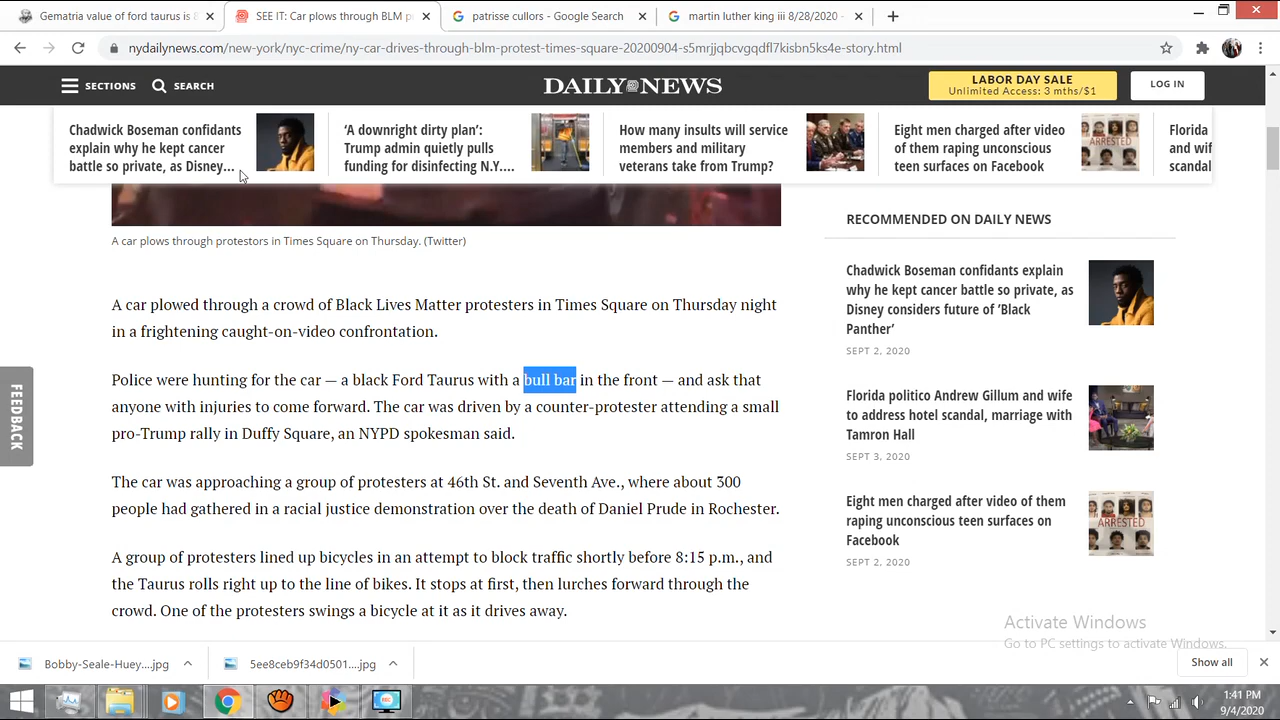 Gematria value of ford taurus is 8
SEE IT: Car plows through BLM p
patrisse cullors - Google Search
martin luther king iii 8/28/2020 -
nydailynews.com/new-york/nyc-crime/ny-car-drives-through-blm-protest-times-square-20200904-s5mrjjqbcvgqdfl7kisbn5ks4e-story.html
SECTIONS
SEARCH
DAILY NEWS
LABOR DAY SALE
Unlimited Access: 3 mths/$1
LOG IN
Chadwick Boseman confidants
explain why he kept cancer
battle so private, as Disney...
'A downright dirty plan':
Trump admin quietly pulls
funding for disinfecting N.Y....
How many insults will service
members and military
veterans take from Trump?
Eight men charged after video
of them raping unconscious
teen surfaces on Facebook
Florida
and wif
scandal
A car plows through protestors in Times Square on Thursday. (Twitter)
A car plowed through a crowd of Black Lives Matter protesters in Times Square on Thursday night
in a frightening caught-on-video confrontation.
Police were hunting for the car — a black Ford Taurus with a bull bar in the front — and ask that
anyone with injuries to come forward. The car was driven by a counter-protester attending a small
pro-Trump rally in Duffy Square, an NYPD spokesman said.
The car was approaching a group of protesters at 46th St. and Seventh Ave., where about 300
people had gathered in a racial justice demonstration over the death of Daniel Prude in Rochester.
A group of protesters lined up bicycles in an attempt to block traffic shortly before 8:15 p.m., and
the Taurus rolls right up to the line of bikes. It stops at first, then lurches forward through the
crowd. One of the protesters swings a bicycle at it as it drives away.
FEEDBACK
RECOMMENDED ON DAILY NEWS
Chadwick Boseman confidants explain
why he kept cancer battle so private, as
Disney considers future of 'Black
Panther'
SEPT 2, 2020
Florida politico Andrew Gillum and wife
to address hotel scandal, marriage with
Tamron Hall
SEPT 3, 2020
Eight men charged after video of them
raping unconscious teen surfaces on
Facebook
SEPT 2, 2020
ARRESTED
ARRESTED
Activate Windows
Go to PC settings to activate Windows.
Bobby-Seale-Huey....jpg
5ee8ceb9f34d0501....jpg
Show all
REC
1:41 PM
9/4/2020